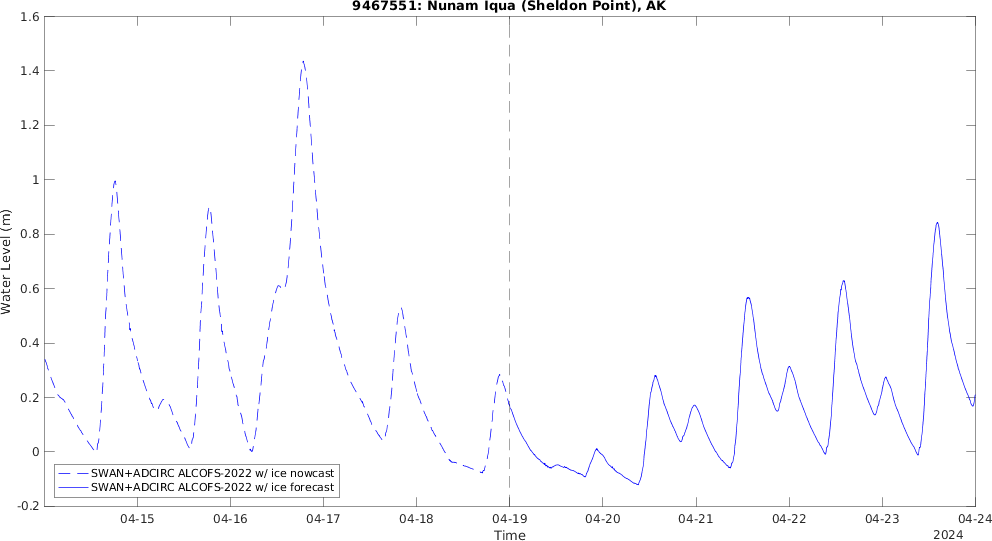 9467551: Nunam Iqua (Sheldon Point), AK
1.6
1.4
1.2
1
0.8
0.6
0.4
0.2
0
-0.2
Water Level (m)
SWAN+ADCIRC ALCOFS-2022 w/ ice nowcast
SWAN+ADCIRC ALCOFS-2022 w/ ice forecast
04-15 04-16 04-17 04-18 04-19 04-20 04-21 04-22 04-23 04-24
Time
2024